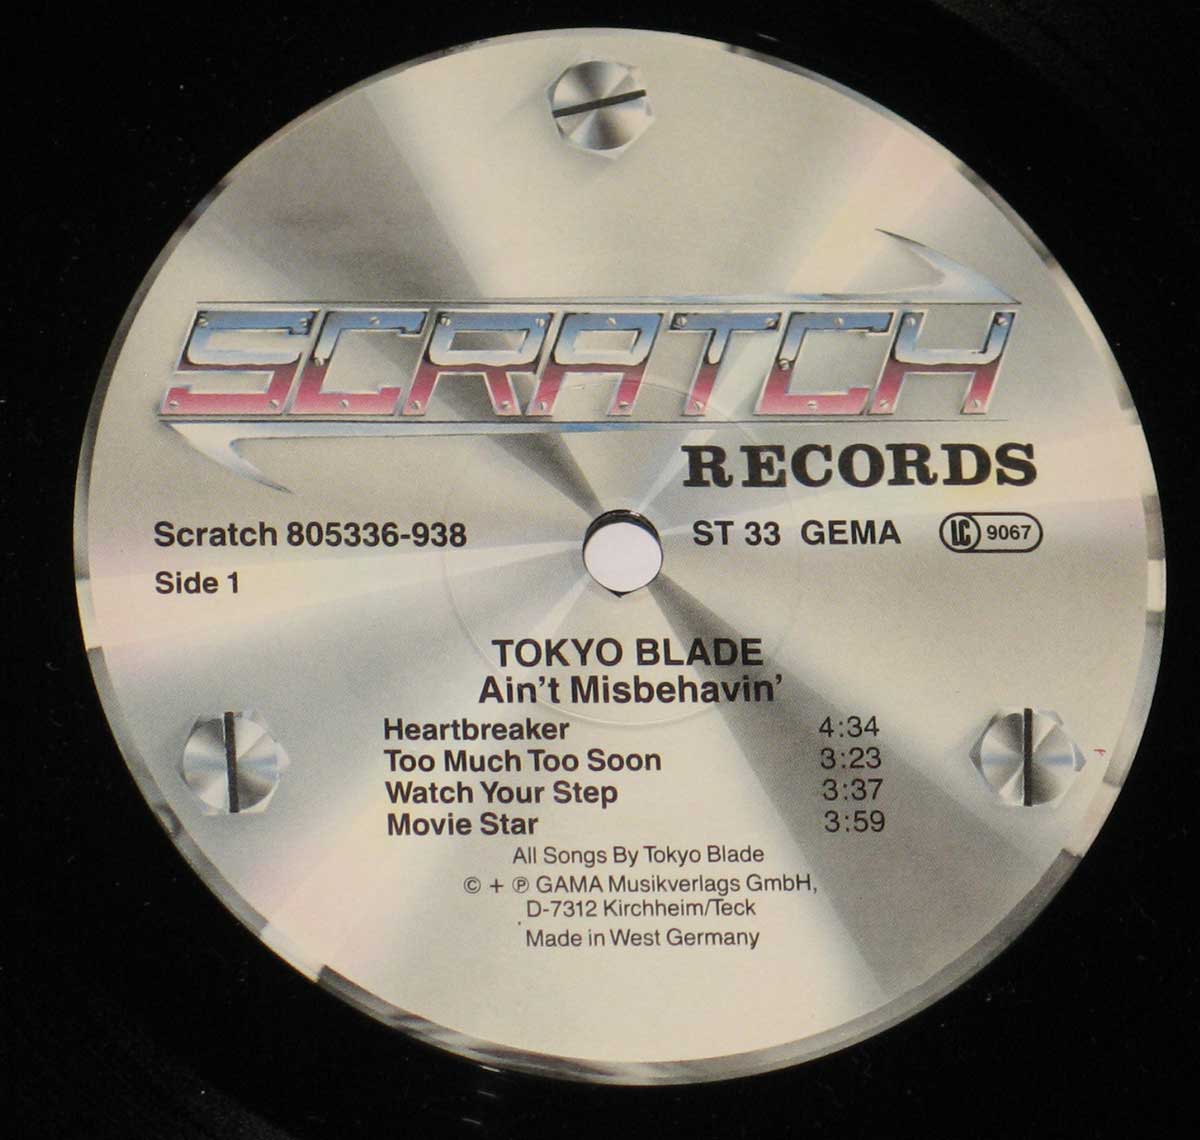 SCRATCH
RECORDS
Scratch 805336-938 ST 33 GEMA LC 9067
Side 1
TOKYO BLADE
Ain't Misbehavin'
Heartbreaker 4:34
Too Much Too Soon 3:23
Watch Your Step 3:37
Movie Star 3:59
All Songs By Tokyo Blade
© + ℗ GAMA Musikverlags GmbH,
D-7312 Kirchheim/Teck
Made in West Germany